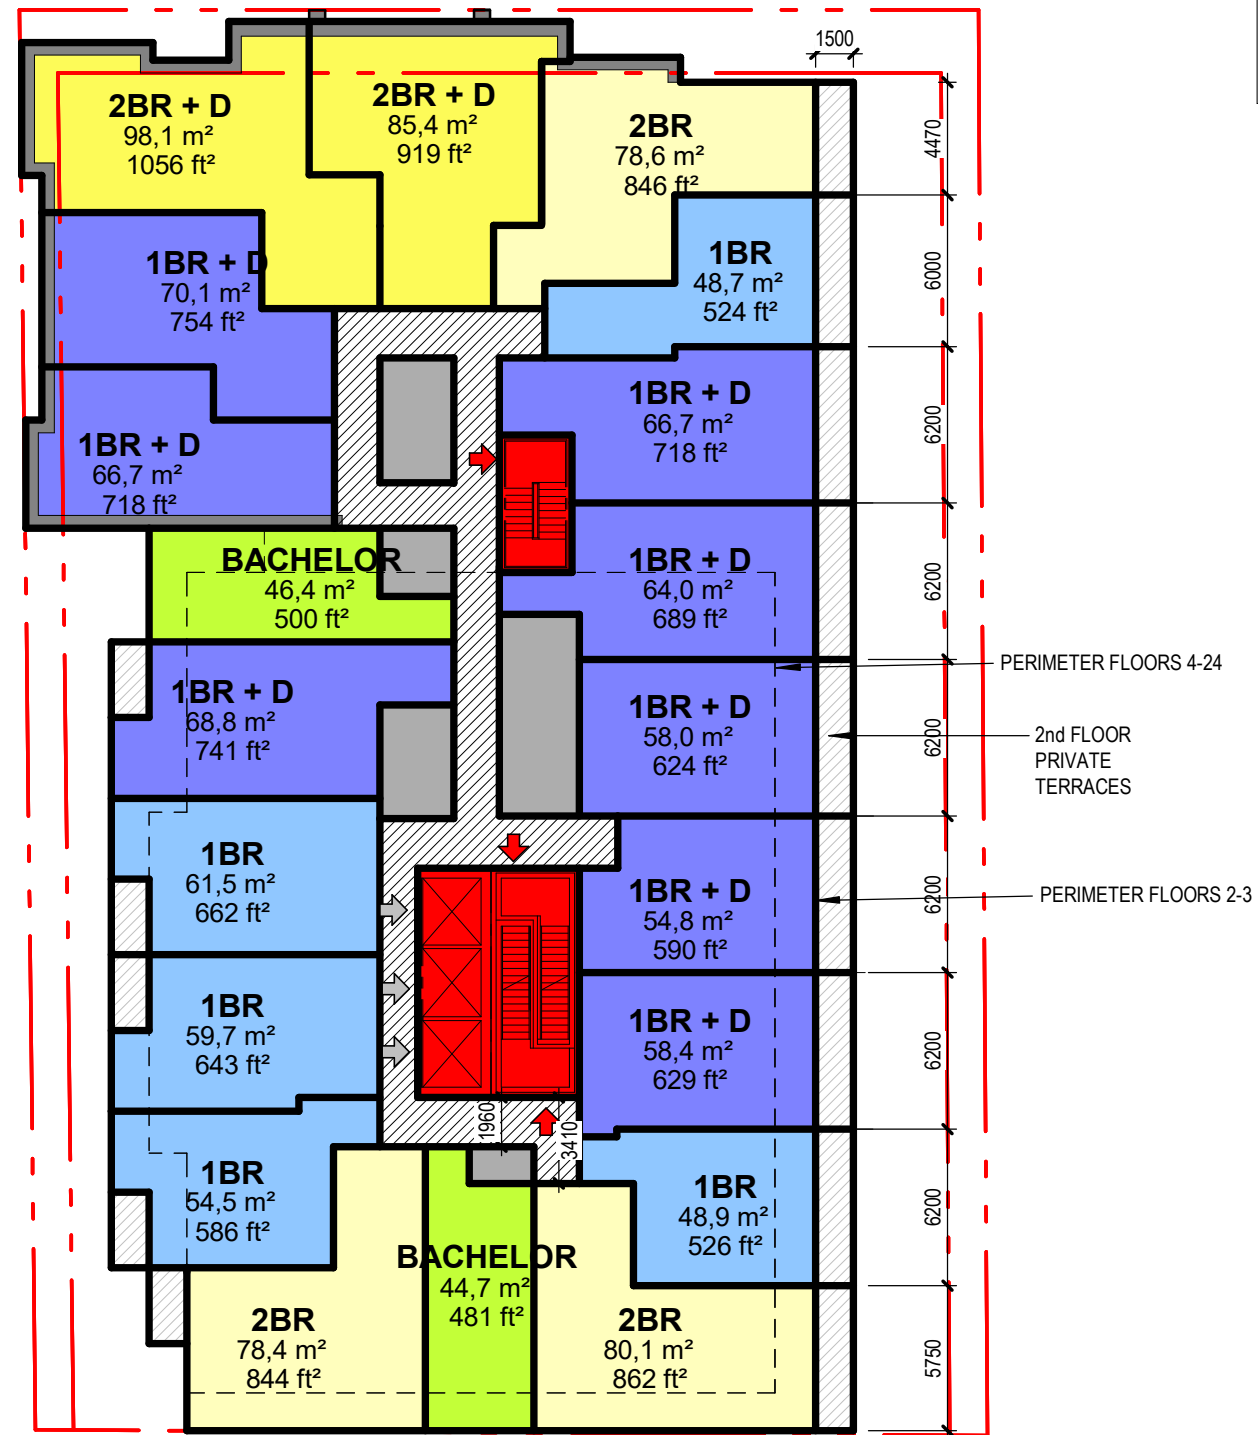 1500
2BR + D
98,1 m²
1056 ft²
2BR + D
85,4 m²
919 ft²
2BR
78,6 m²
846 ft²
4470
1BR + D
70,1 m²
754 ft²
1BR
48,7 m²
524 ft²
6000
1BR + D
66,7 m²
718 ft²
1BR + D
66,7 m²
718 ft²
6200
BACHELOR
46,4 m²
500 ft²
1BR + D
64,0 m²
689 ft²
6200
1BR + D
68,8 m²
741 ft²
1BR + D
58,0 m²
624 ft²
6200
PERIMETER FLOORS 4-24
2nd FLOOR
PRIVATE
TERRACES
1BR
61,5 m²
662 ft²
1BR + D
54,8 m²
590 ft²
6200
PERIMETER FLOORS 2-3
1BR
59,7 m²
643 ft²
1BR + D
58,4 m²
629 ft²
6200
1960
3410
1BR
54,5 m²
586 ft²
1BR
48,9 m²
526 ft²
6200
BACHELOR
44,7 m²
481 ft²
2BR
78,4 m²
844 ft²
2BR
80,1 m²
862 ft²
5750